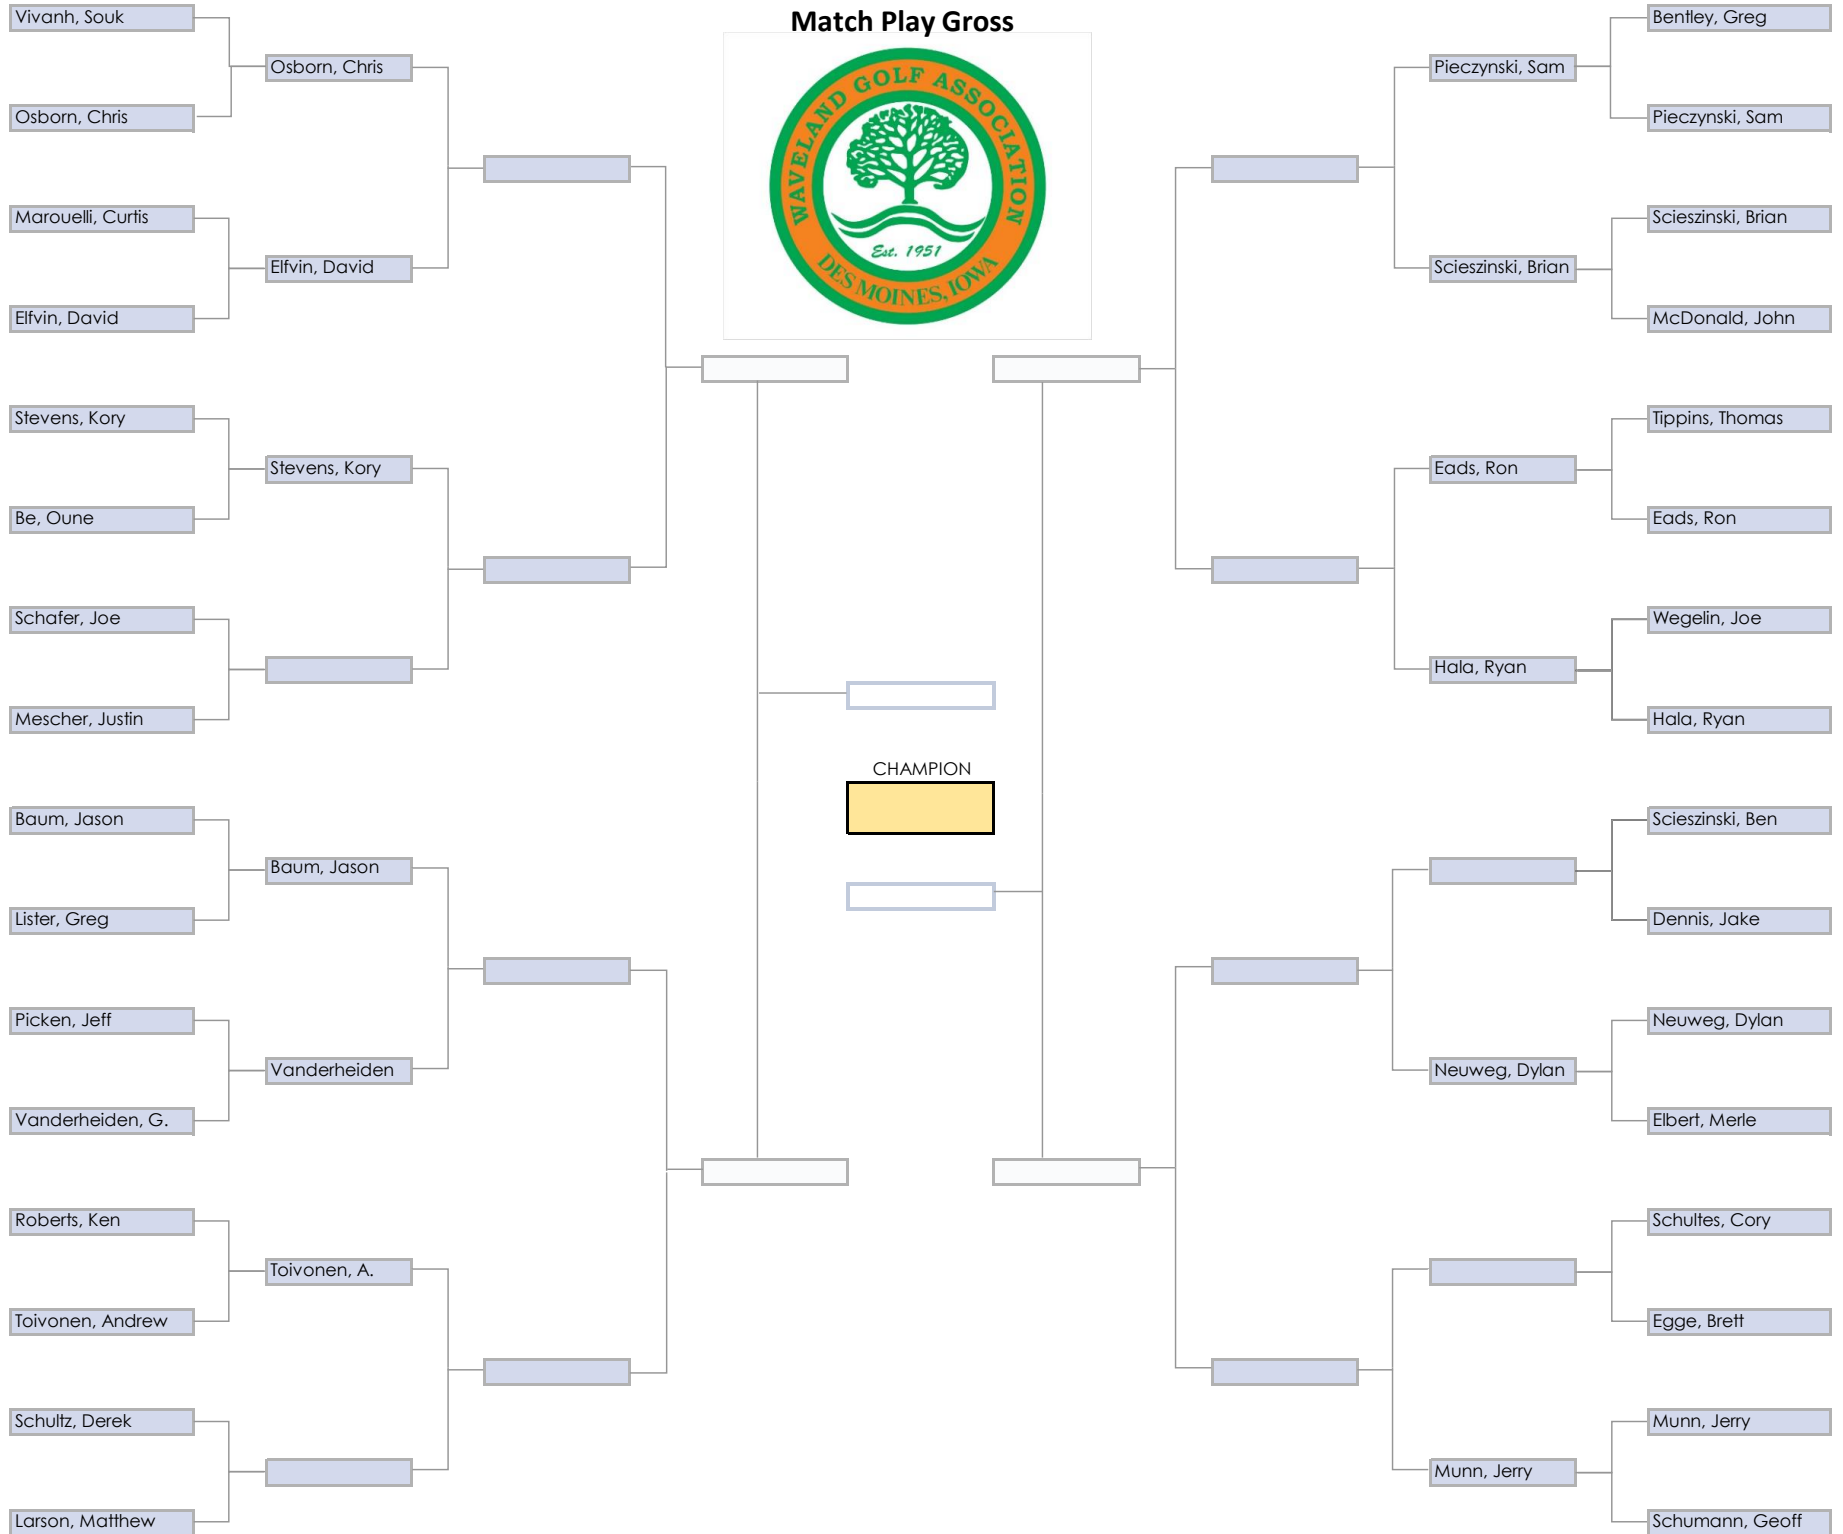 Match Play Gross
WAVELAND GOLF ASSOCIATION
Est. 1951
DES MOINES, IOWA
Vivanh, Souk
Osborn, Chris
Osborn, Chris
Marouelli, Curtis
Elfvin, David
Elfvin, David
Stevens, Kory
Stevens, Kory
Be, Oune
Schafer, Joe
Mescher, Justin
Baum, Jason
Baum, Jason
Lister, Greg
Picken, Jeff
Vanderheiden
Vanderheiden, G.
Roberts, Ken
Toivonen, A.
Toivonen, Andrew
Schultz, Derek
Larson, Matthew
CHAMPION
Bentley, Greg
Pieczynski, Sam
Pieczynski, Sam
Scieszinski, Brian
Scieszinski, Brian
McDonald, John
Tippins, Thomas
Eads, Ron
Eads, Ron
Wegelin, Joe
Hala, Ryan
Hala, Ryan
Scieszinski, Ben
Dennis, Jake
Neuweg, Dylan
Neuweg, Dylan
Elbert, Merle
Schultes, Cory
Egge, Brett
Munn, Jerry
Munn, Jerry
Schumann, Geoff